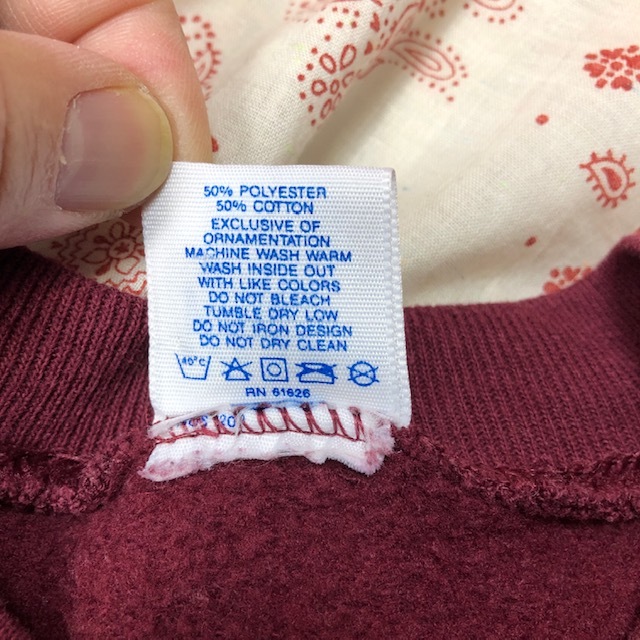 50% POLYESTER
50% COTTON
EXCLUSIVE OF
ORNAMENTATION
MACHINE WASH WARM
WASH INSIDE OUT
WITH LIKE COLORS
DO NOT BLEACH
TUMBLE DRY LOW
DO NOT IRON DESIGN
DO NOT DRY CLEAN
40°C
RN 61626